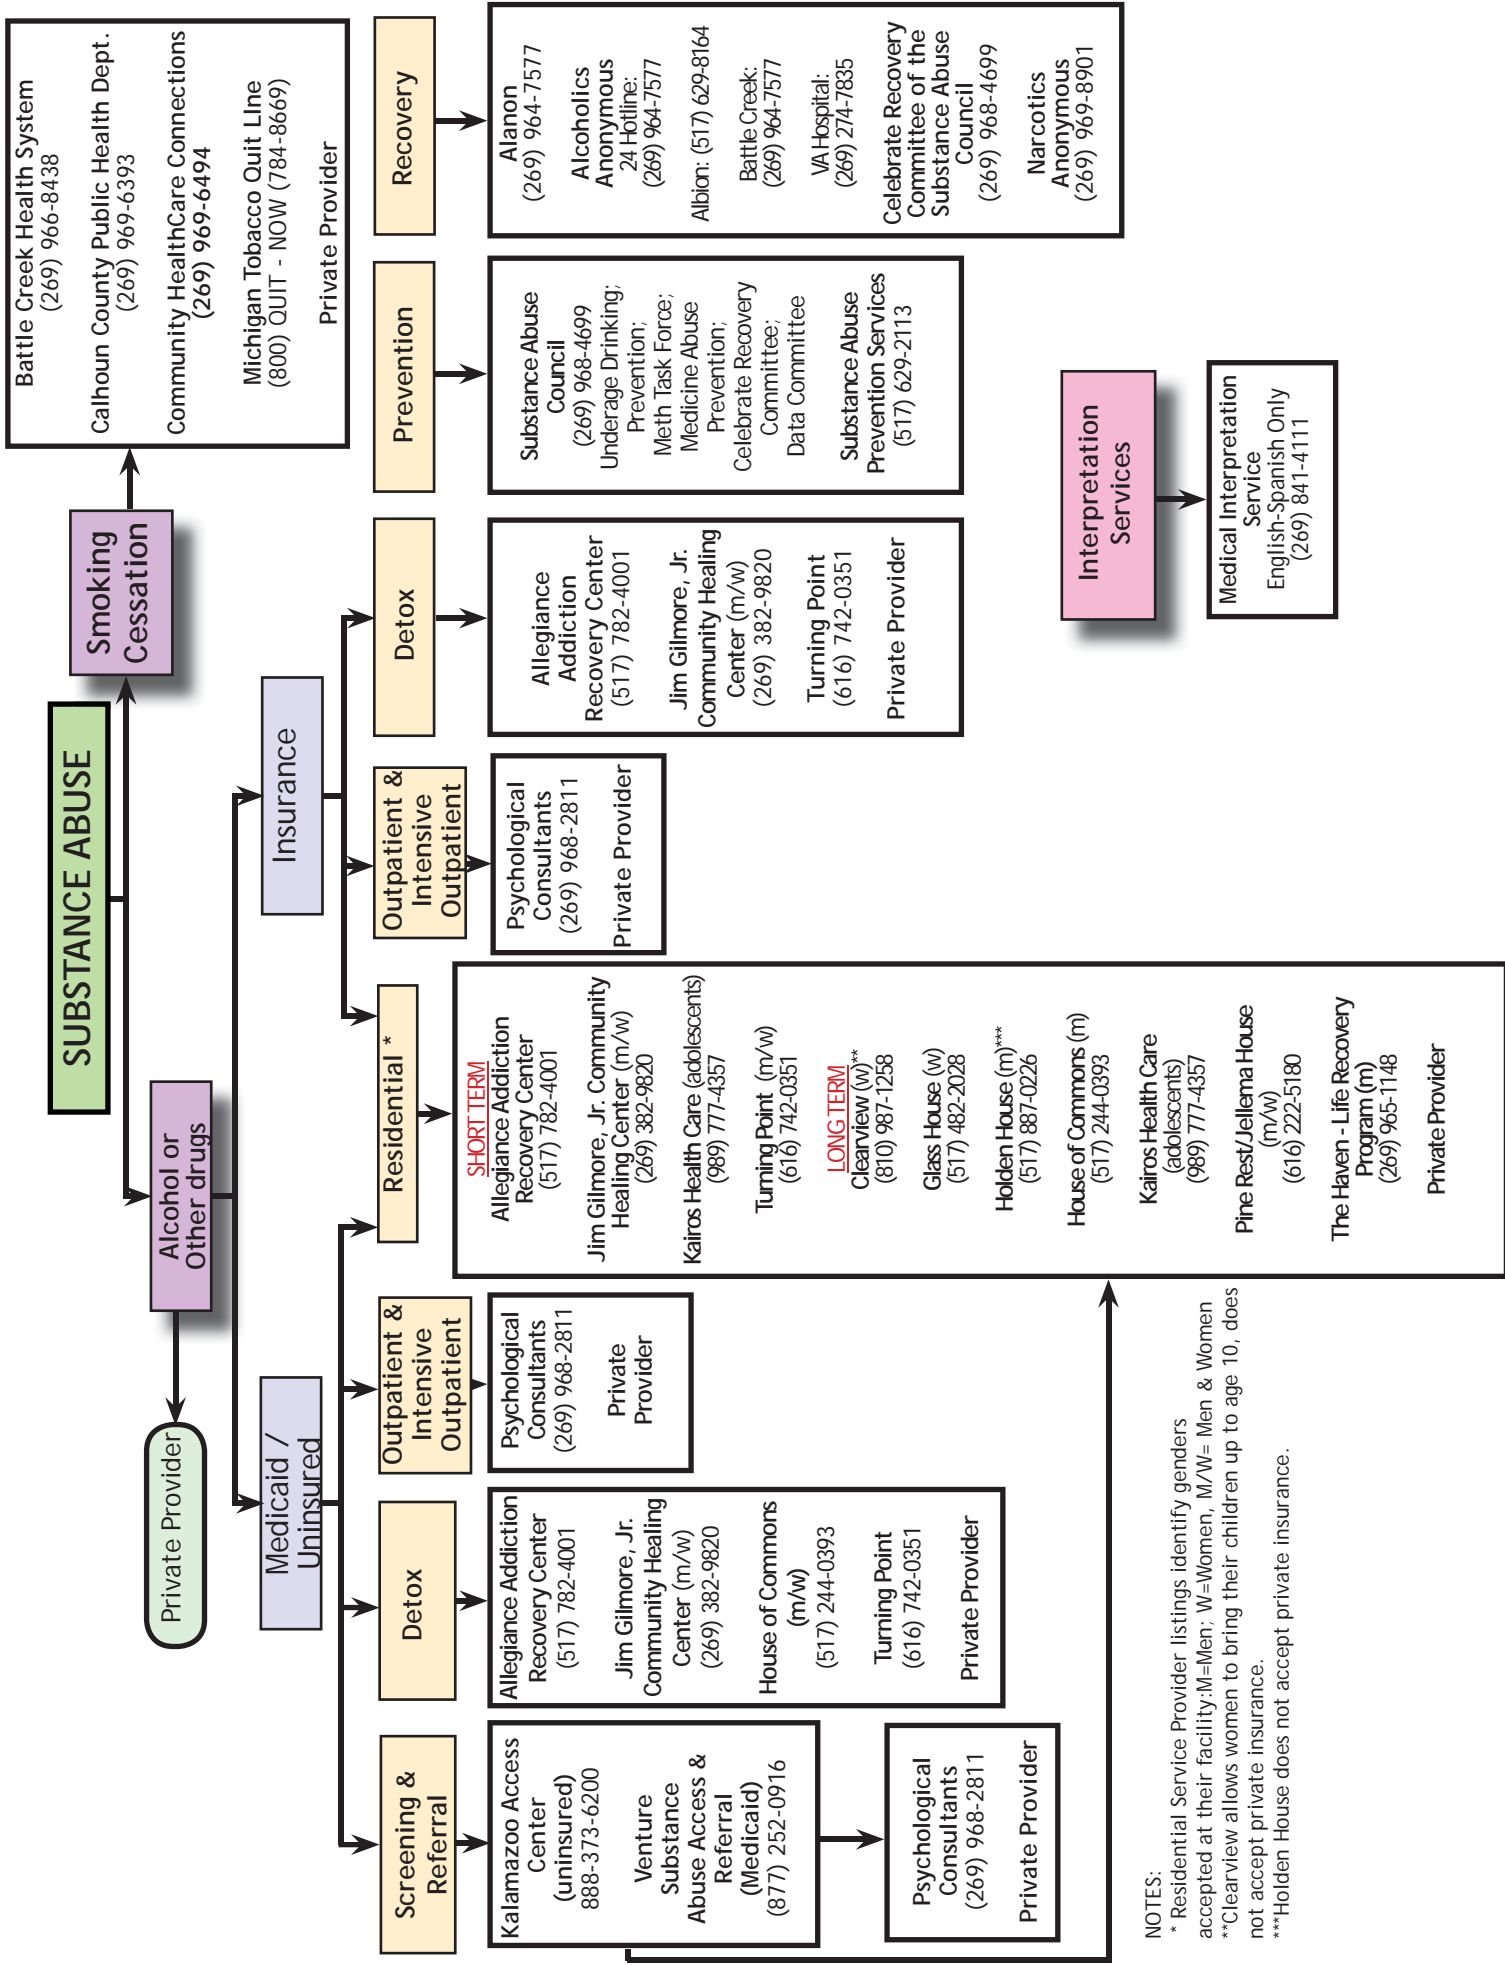 SUBSTANCE ABUSE
Smoking
Cessation
Battle Creek Health System
(269) 966-8438
Calhoun County Public Health Dept.
(269) 969-6393
Community HealthCare Connections
(269) 969-6494
Michigan Tobacco Quit LIne
(800) QUIT - NOW (784-8669)
Private Provider
Private Provider
Alcohol or
Other drugs
Medicaid /
Uninsured
Insurance
Screening &
Referral
Kalamazoo Access
Center
(uninsured)
888-373-6200
Venture
Substance
Abuse Access &
Referral
(Medicaid)
(877) 252-0916
Psychological
Consultants
(269) 968-2811
Private Provider
Detox
Allegiance Addiction
Recovery Center
(517) 782-4001
Jim Gilmore, Jr.
Community Healing
Center (m/w)
(269) 382-9820
House of Commons
(m/w)
(517) 244-0393
Turning Point
(616) 742-0351
Private Provider
Outpatient &
Intensive
Outpatient
Psychological
Consultants
(269) 968-2811
Private
Provider
Residential *
SHORT TERM
Allegiance Addiction
Recovery Center
(517) 782-4001
Jim Gilmore, Jr. Community
Healing Center (m/w)
(269) 382-9820
Kairos Health Care (adolescents)
(989) 777-4357
Turning Point (m/w)
(616) 742-0351
LONG TERM
Clearview (w)**
(810) 987-1258
Glass House (w)
(517) 482-2028
Holden House (m)***
(517) 887-0226
House of Commons (m)
(517) 244-0393
Kairos Health Care
(adolescents)
(989) 777-4357
Pine Rest/Jellema House
(m/w)
(616) 222-5180
The Haven - Life Recovery
Program (m)
(269) 965-1148
Private Provider
Outpatient &
Intensive
Outpatient
Psychological
Consultants
(269) 968-2811
Private Provider
Detox
Allegiance
Addiction
Recovery Center
(517) 782-4001
Jim Gilmore, Jr.
Community Healing
Center (m/w)
(269) 382-9820
Turning Point
(616) 742-0351
Private Provider
Prevention
Substance Abuse
Council
(269) 968-4699
Underage Drinking;
Prevention;
Meth Task Force;
Medicine Abuse
Prevention;
Celebrate Recovery
Committee;
Data Committee
Substance Abuse
Prevention Services
(517) 629-2113
Recovery
Alanon
(269) 964-7577
Alcoholics
Anonymous
24 Hotline:
(269) 964-7577
Albion: (517) 629-8164
Battle Creek:
(269) 964-7577
VA Hospital:
(269) 274-7835
Celebrate Recovery
Committee of the
Substance Abuse
Council
(269) 968-4699
Narcotics
Anonymous
(269) 969-8901
Interpretation
Services
Medical Interpretation
Service
English-Spanish Only
(269) 841-4111
NOTES:
* Residential Service Provider listings identify genders
accepted at their facility:M=Men; W=Women, M/W= Men & Women
**Clearview allows women to bring their children up to age 10, does
not accept private insurance.
***Holden House does not accept private insurance.